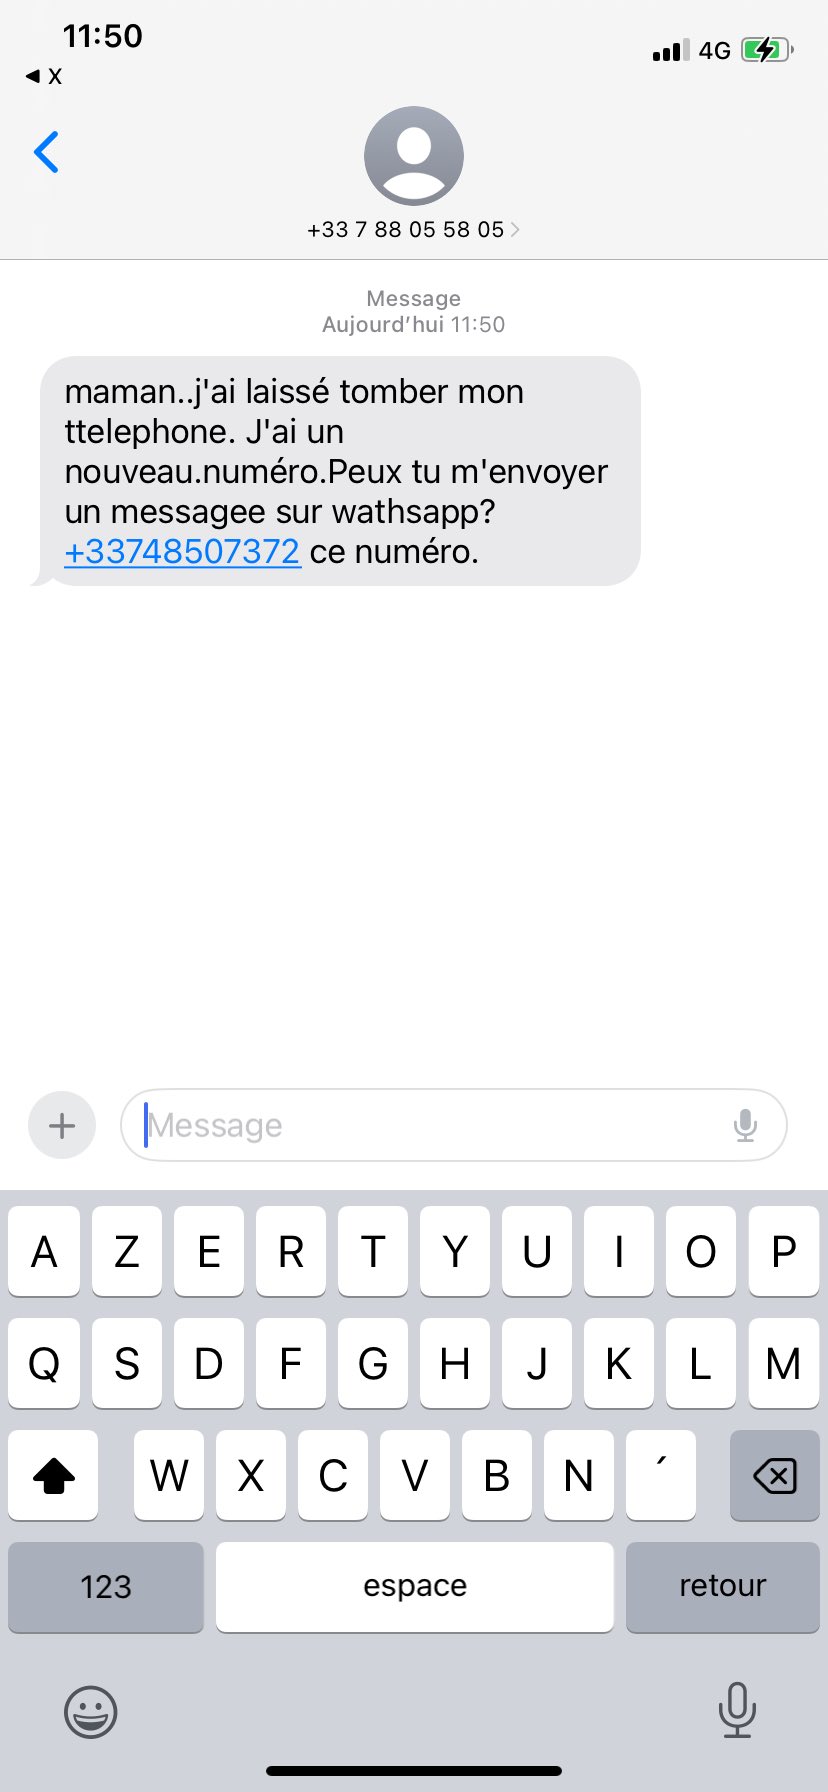 11:50
4G
◀ X
+33 7 88 05 58 05
Message
Aujourd’hui 11:50
maman..j'ai laissé tomber mon
ttelephone. J'ai un
nouveau.numéro.Peux tu m'envoyer
un messagee sur wathsapp?
+33748507372 ce numéro.
Message
A Z E R T Y U I O P
Q S D F G H J K L M
W X C V B N ´
123 espace retour